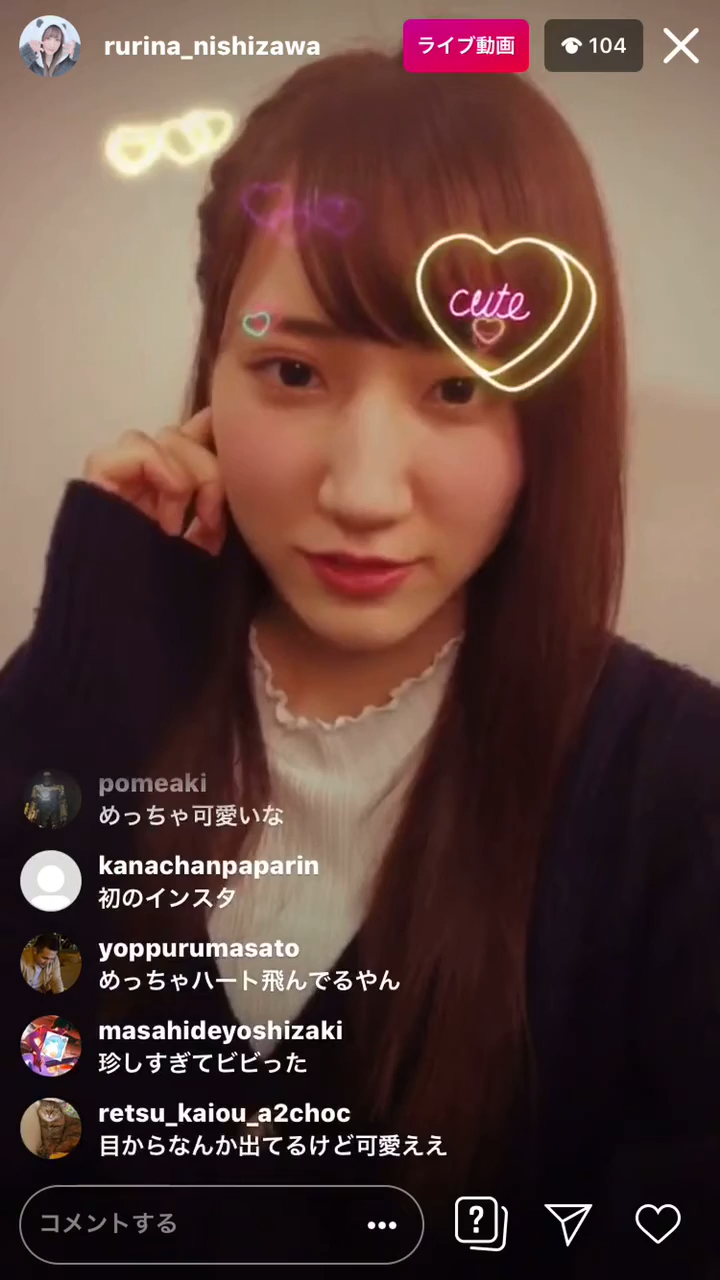 rurina_nishizawa
ライブ動画
104
cute
pomeaki
めっちゃ可愛いな
kanachanpaparin
初のインスタ
yoppurumasato
めっちゃハート飛んでるやん
masahideyoshizaki
珍しすぎてビビった
retsu_kaiou_a2choc
目からなんか出てるけど可愛ええ
コメントする
?